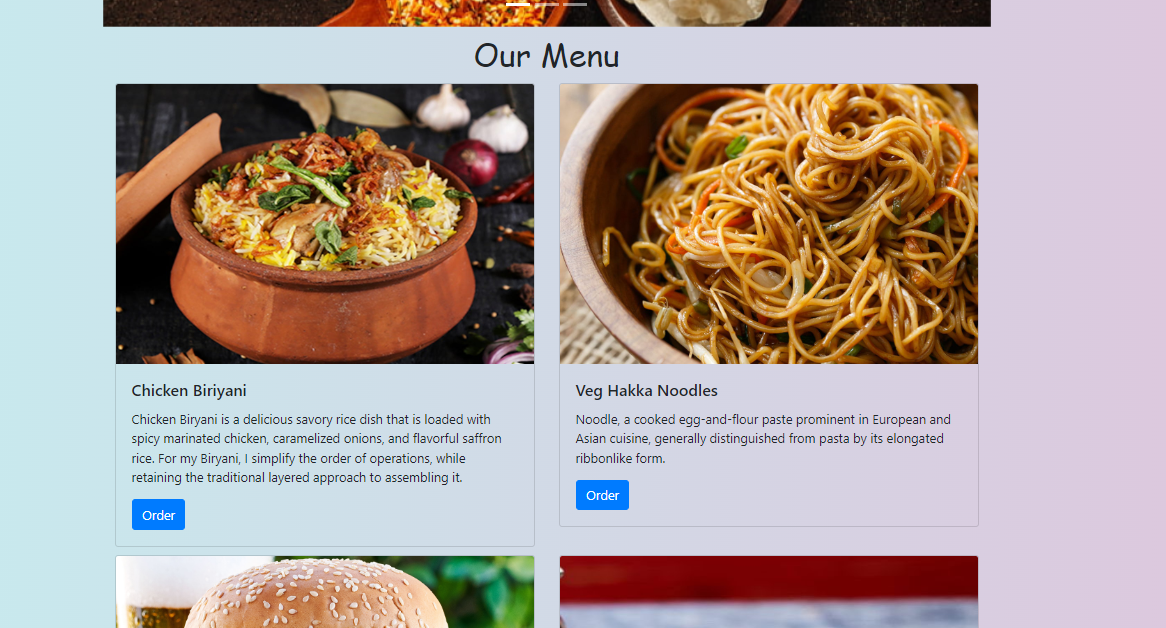 Our Menu
Chicken Biriyani
Chicken Biryani is a delicious savory rice dish that is loaded with
spicy marinated chicken, caramelized onions, and flavorful saffron
rice. For my Biryani, I simplify the order of operations, while
retaining the traditional layered approach to assembling it.
Order
Veg Hakka Noodles
Noodle, a cooked egg-and-flour paste prominent in European and
Asian cuisine, generally distinguished from pasta by its elongated
ribbonlike form.
Order